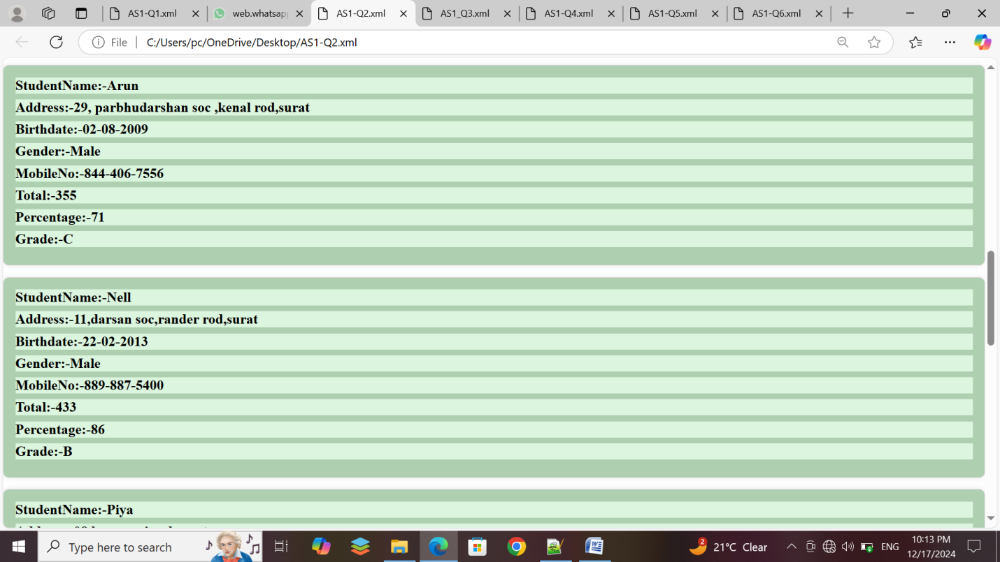 AS1-Q1.xml
web.whatsap
AS1-Q2.xml
AS1_Q3.xml
AS1-Q4.xml
AS1-Q5.xml
AS1-Q6.xml
File
C:/Users/pc/OneDrive/Desktop/AS1-Q2.xml
StudentName:-Arun
Address:-29, parbhudarshan soc ,kenal rod,surat
Birthdate:-02-08-2009
Gender:-Male
MobileNo:-844-406-7556
Total:-355
Percentage:-71
Grade:-C
StudentName:-Nell
Address:-11,darsan soc,rander rod,surat
Birthdate:-22-02-2013
Gender:-Male
MobileNo:-889-887-5400
Total:-433
Percentage:-86
Grade:-B
StudentName:-Piya
Type here to search
2
21°C Clear
ENG
10:13 PM
12/17/2024